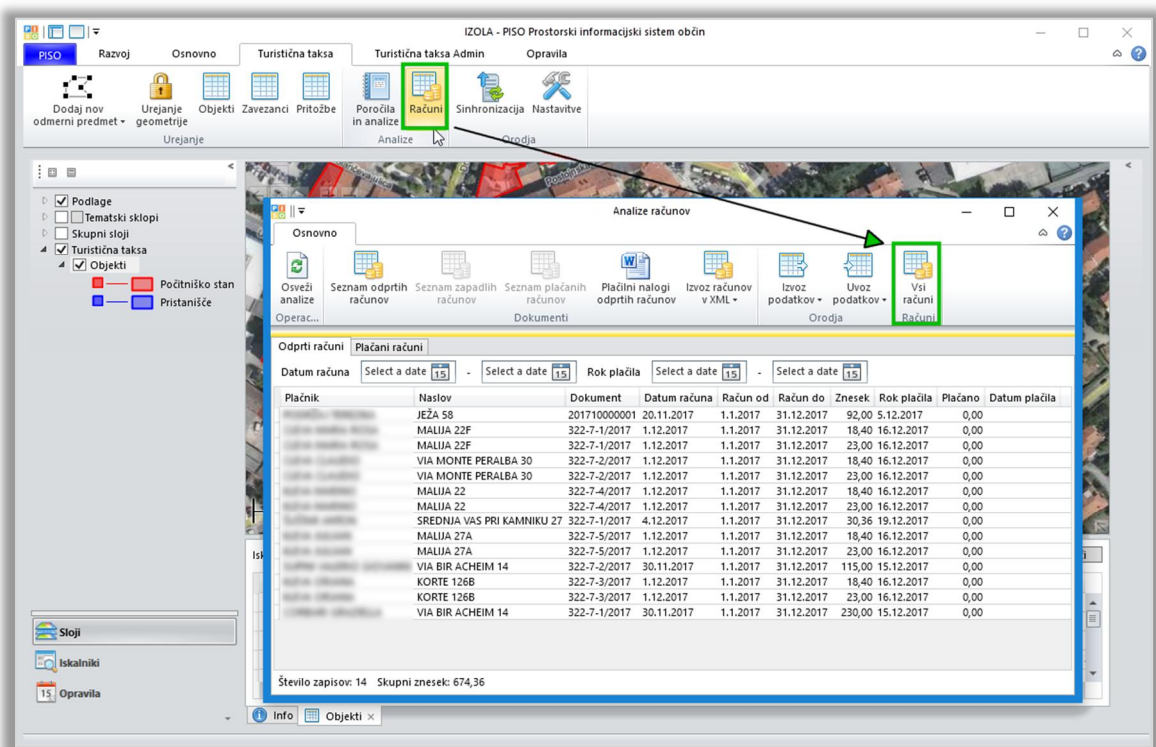 IZOLA - PISO Prostorski informacijski sistem občin
PISO Razvoj Osnovno Turistična taksa Turistična taksa Admin Opravila
Dodaj nov odmerni predmet
Urejanje geometrije
Objekti
Zavezanci
Pritožbe
Poročila in analize
Računi
Sinhronizacija
Nastavitve
Urejanje Analize Orodja
Podlage
Tematski sklopi
Skupni sloji
Turistična taksa
Objekti
Počitniško stan
Pristanišče
Postojnsk
Analize računov
Osnovno
Osveži analize
Seznam odprtih računov
Seznam zapadlih računov
Seznam plačanih računov
Plačilni nalogi odprtih računov
Izvoz računov v XML
Izvoz podatkov
Uvoz podatkov
Vsi računi
Operac... Dokumenti Orodja Računi
Odprti računi Plačani računi
Datum računa Select a date 15 - Select a date 15 Rok plačila Select a date 15 - Select a date 15
Plačnik Naslov Dokument Datum računa Račun od Račun do Znesek Rok plačila Plačano Datum plačila
JEŽA 58 201710000001 20.11.2017 1.1.2017 31.12.2017 92,00 5.12.2017 0,00
MALIJA 22F 322-7-1/2017 1.12.2017 1.1.2017 31.12.2017 18,40 16.12.2017 0,00
MALIJA 22F 322-7-1/2017 1.12.2017 1.1.2017 31.12.2017 23,00 16.12.2017 0,00
VIA MONTE PERALBA 30 322-7-2/2017 1.12.2017 1.1.2017 31.12.2017 18,40 16.12.2017 0,00
VIA MONTE PERALBA 30 322-7-2/2017 1.12.2017 1.1.2017 31.12.2017 23,00 16.12.2017 0,00
MALIJA 22 322-7-4/2017 1.12.2017 1.1.2017 31.12.2017 18,40 16.12.2017 0,00
MALIJA 22 322-7-4/2017 1.12.2017 1.1.2017 31.12.2017 23,00 16.12.2017 0,00
SREDNJA VAS PRI KAMNIKU 27 322-7-1/2017 4.12.2017 1.1.2017 31.12.2017 30,36 19.12.2017 0,00
MALIJA 27A 322-7-5/2017 1.12.2017 1.1.2017 31.12.2017 18,40 16.12.2017 0,00
MALIJA 27A 322-7-5/2017 1.12.2017 1.1.2017 31.12.2017 23,00 16.12.2017 0,00
VIA BIR ACHEIM 14 322-7-2/2017 30.11.2017 1.1.2017 31.12.2017 115,00 15.12.2017 0,00
KORTE 126B 322-7-3/2017 1.12.2017 1.1.2017 31.12.2017 18,40 16.12.2017 0,00
KORTE 126B 322-7-3/2017 1.12.2017 1.1.2017 31.12.2017 23,00 16.12.2017 0,00
VIA BIR ACHEIM 14 322-7-1/2017 30.11.2017 1.1.2017 31.12.2017 230,00 15.12.2017 0,00
Število zapisov: 14 Skupni znesek: 674,36
Sloji
Iskalniki
15 Opravila
Info Objekti